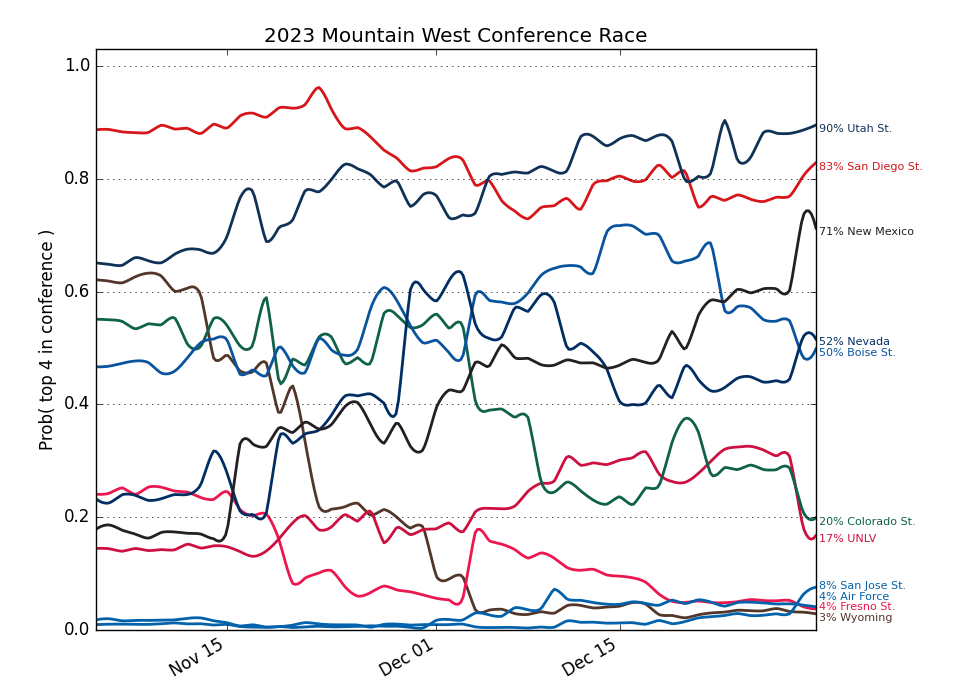 2023 Mountain West Conference Race
Prob( top 4 in conference )
1.0
0.8
0.6
0.4
0.2
0.0
Nov 15
Dec 01
Dec 15
90% Utah St.
83% San Diego St.
71% New Mexico
52% Nevada
50% Boise St.
20% Colorado St.
17% UNLV
8% San Jose St.
4% Air Force
4% Fresno St.
3% Wyoming